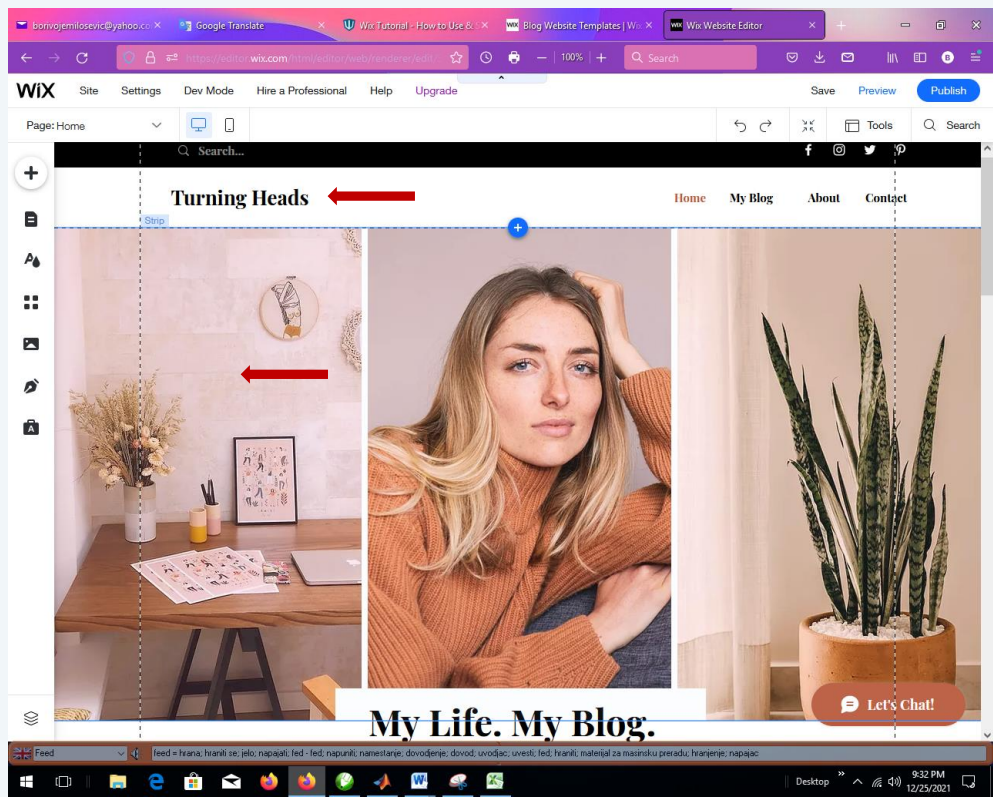 borivojemilosevic@yahoo.co
Google Translate
Wix Tutorial - How to Use &
Blog Website Templates | Wi
Wix Website Editor
https://editor.wix.com/html/editor/web/renderer/edit/
100%
Search
WiX
Site
Settings
Dev Mode
Hire a Professional
Help
Upgrade
Save
Preview
Publish
Page: Home
Tools
Search
Search...
Turning Heads
Home
My Blog
About
Contact
Strip
My Life. My Blog.
Let's Chat!
Feed
feed = hrana; hraniti se; jelo; napajati; fed - fed; napuniti; namestanje; dovodjenje; dovod; uvodjac; uvesti; fed; hraniti; materijal za masinsku preradu; hranjenje; napajac
Desktop
9:32 PM
12/25/2021